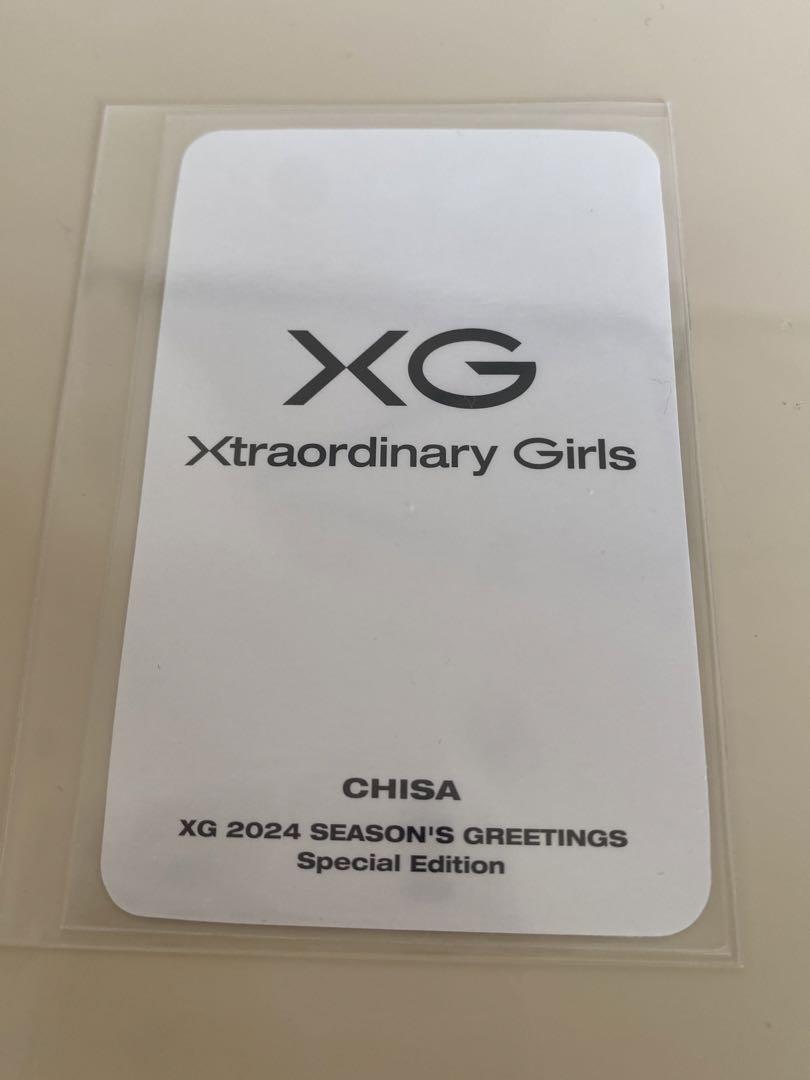 XG
Xtraordinary Girls
CHISA
XG 2024 SEASON'S GREETINGS
Special Edition